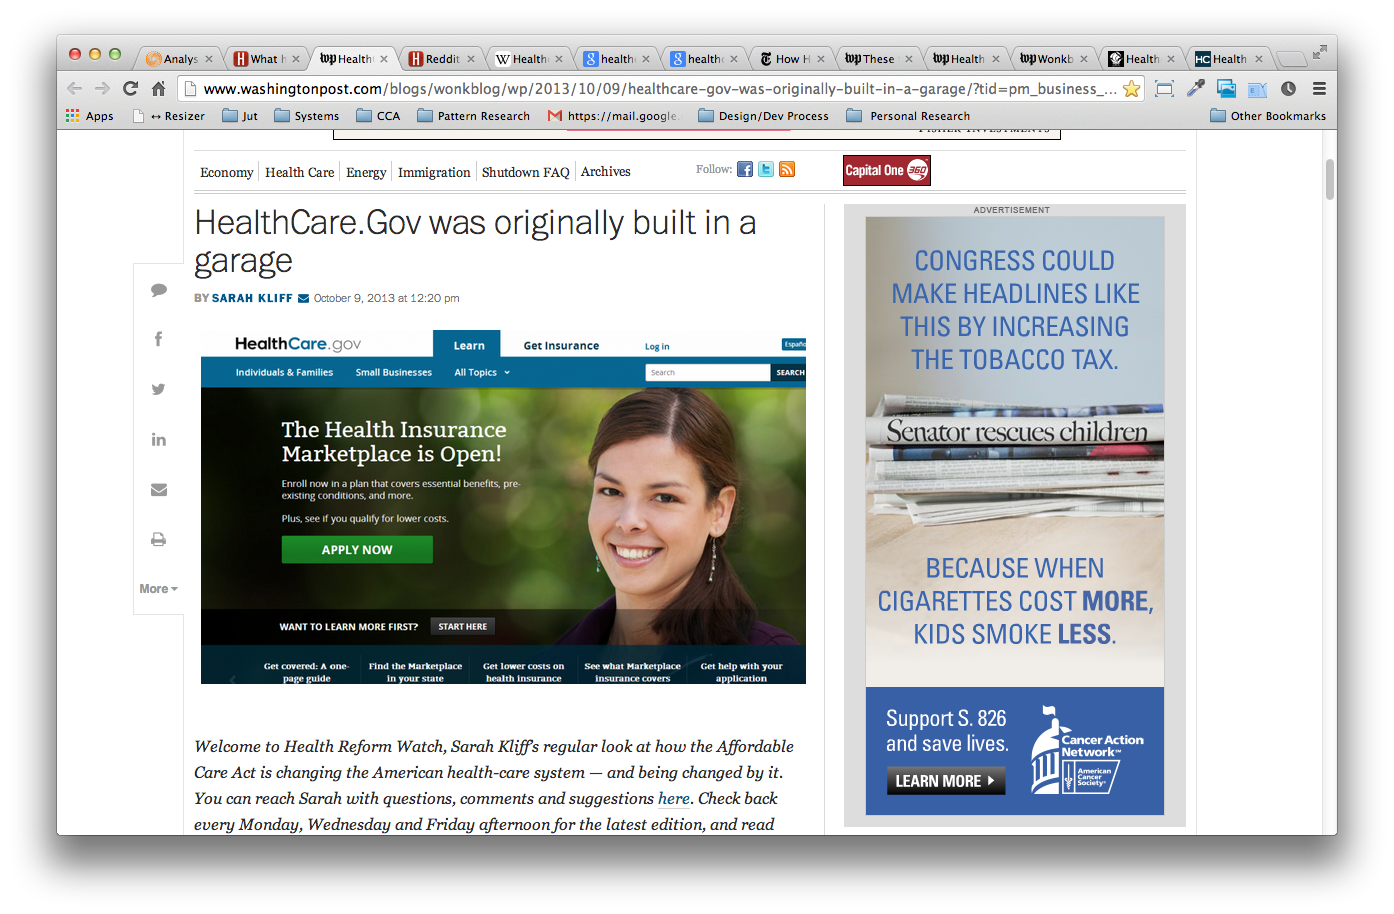 Analys
What h
wp Health
Reddit
W Health
healthc
healthc
How H
wp These
wp Health
wp Wonkb
Health
HC Health
www.washingtonpost.com/blogs/wonkblog/wp/2013/10/09/healthcare-gov-was-originally-built-in-a-garage/?tid=pm_business_...
Apps
↔ Resizer
Jut
Systems
CCA
Pattern Research
https://mail.google.
Design/Dev Process
Personal Research
Other Bookmarks
FISHER INVESTMENTS
Economy
Health Care
Energy
Immigration
Shutdown FAQ
Archives
Follow:
Capital One 360
HealthCare.Gov was originally built in a
garage
BY SARAH KLIFF October 9, 2013 at 12:20 pm
More
HealthCare.gov
Learn
Get Insurance
Log in
Españo
Individuals & Families
Small Businesses
All Topics
Search
SEARCH
The Health Insurance
Marketplace is Open!
Enroll now in a plan that covers essential benefits, pre-
existing conditions, and more.
Plus, see if you qualify for lower costs.
APPLY NOW
WANT TO LEARN MORE FIRST?
START HERE
Get covered: A one-
page guide
Find the Marketplace
in your state
Get lower costs on
health insurance
See what Marketplace
insurance covers
Get help with your
application
Welcome to Health Reform Watch, Sarah Kliff's regular look at how the Affordable
Care Act is changing the American health-care system — and being changed by it.
You can reach Sarah with questions, comments and suggestions here. Check back
every Monday, Wednesday and Friday afternoon for the latest edition, and read
ADVERTISEMENT
CONGRESS COULD
MAKE HEADLINES LIKE
THIS BY INCREASING
THE TOBACCO TAX.
Senator rescues children
BECAUSE WHEN
CIGARETTES COST MORE,
KIDS SMOKE LESS.
Support S. 826
and save lives.
LEARN MORE
Cancer Action
Network℠
American
Cancer
Society®